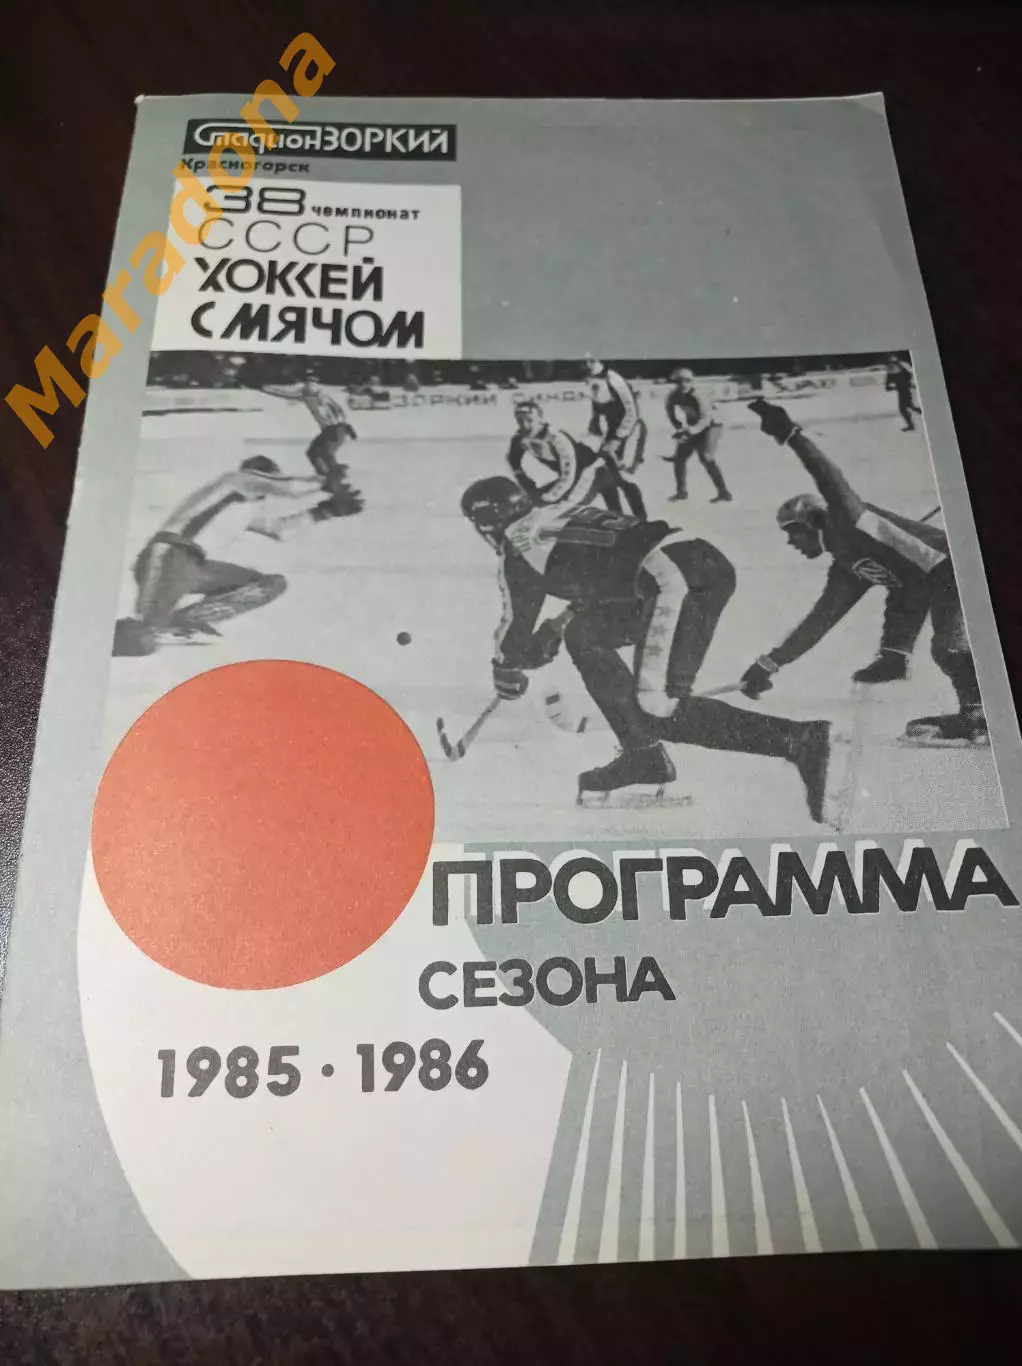 Maradona
Стадион ЗОРКИЙ
Красногорск
38 чемпионат
СССР
ХОККЕЙ
С МЯЧОМ
ЗОРКИЙ
ПРОГРАММА
СЕЗОНА
1985 · 1986